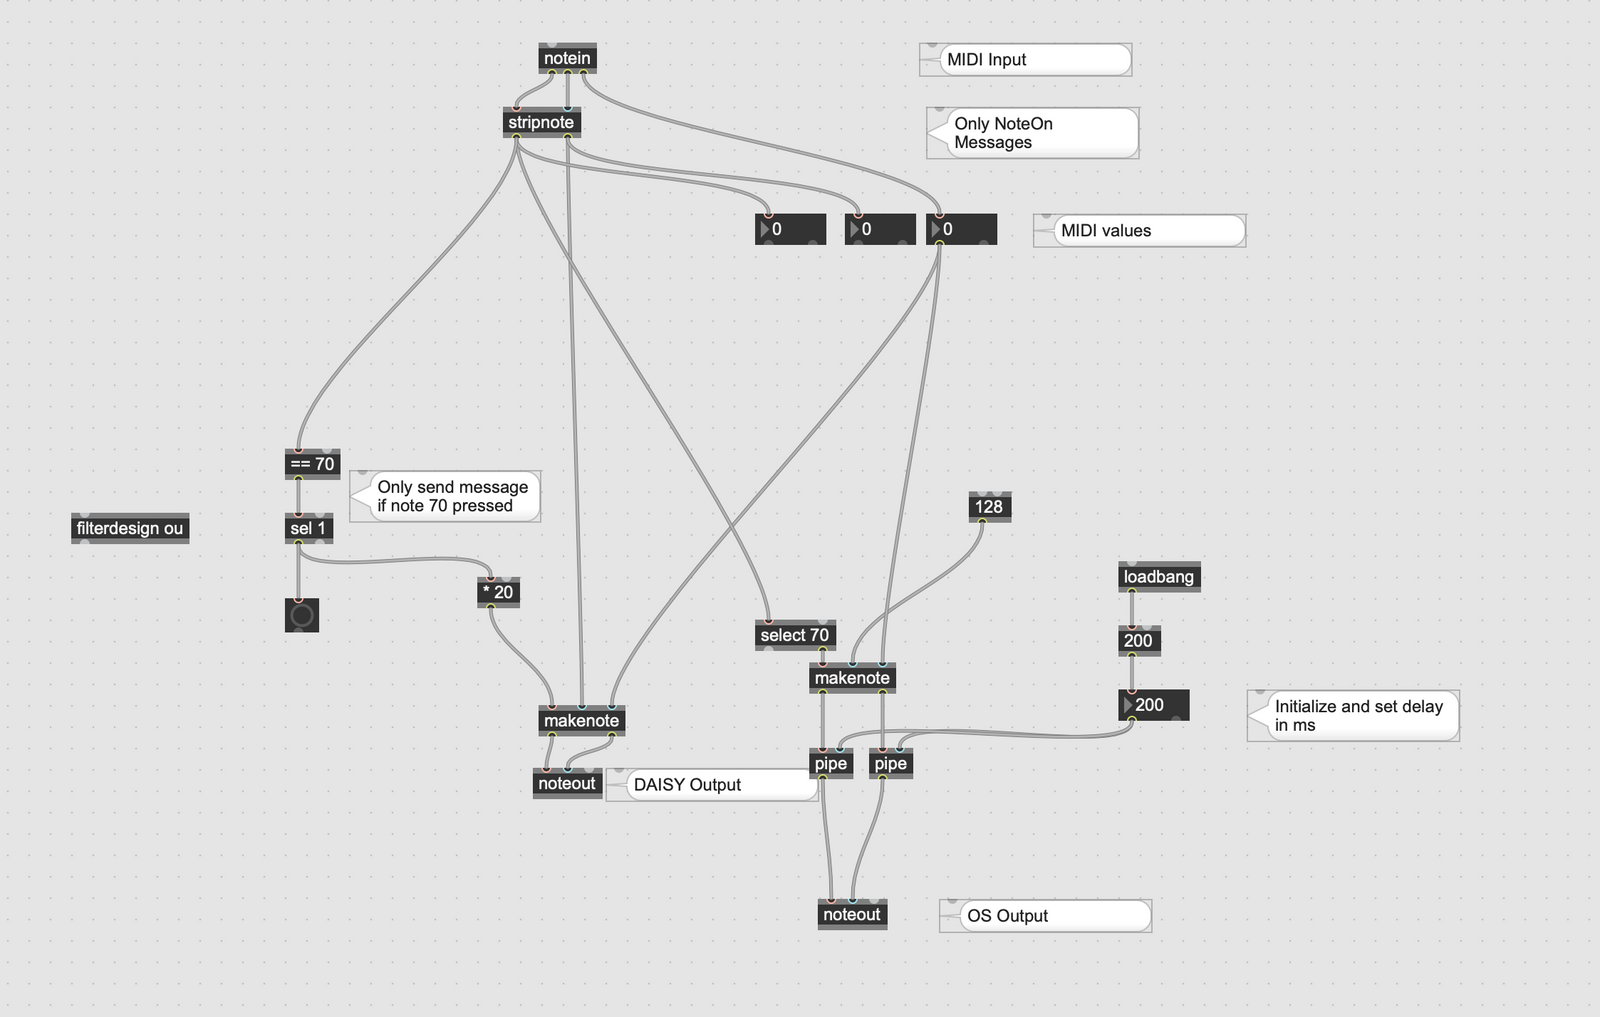 notein
MIDI Input
stripnote
Only NoteOn
Messages
0
0
0
MIDI values
== 70
Only send message
if note 70 pressed
128
filterdesign ou
sel 1
loadbang
* 20
select 70
200
makenote
200
Initialize and set delay
in ms
makenote
pipe
pipe
noteout
DAISY Output
noteout
OS Output